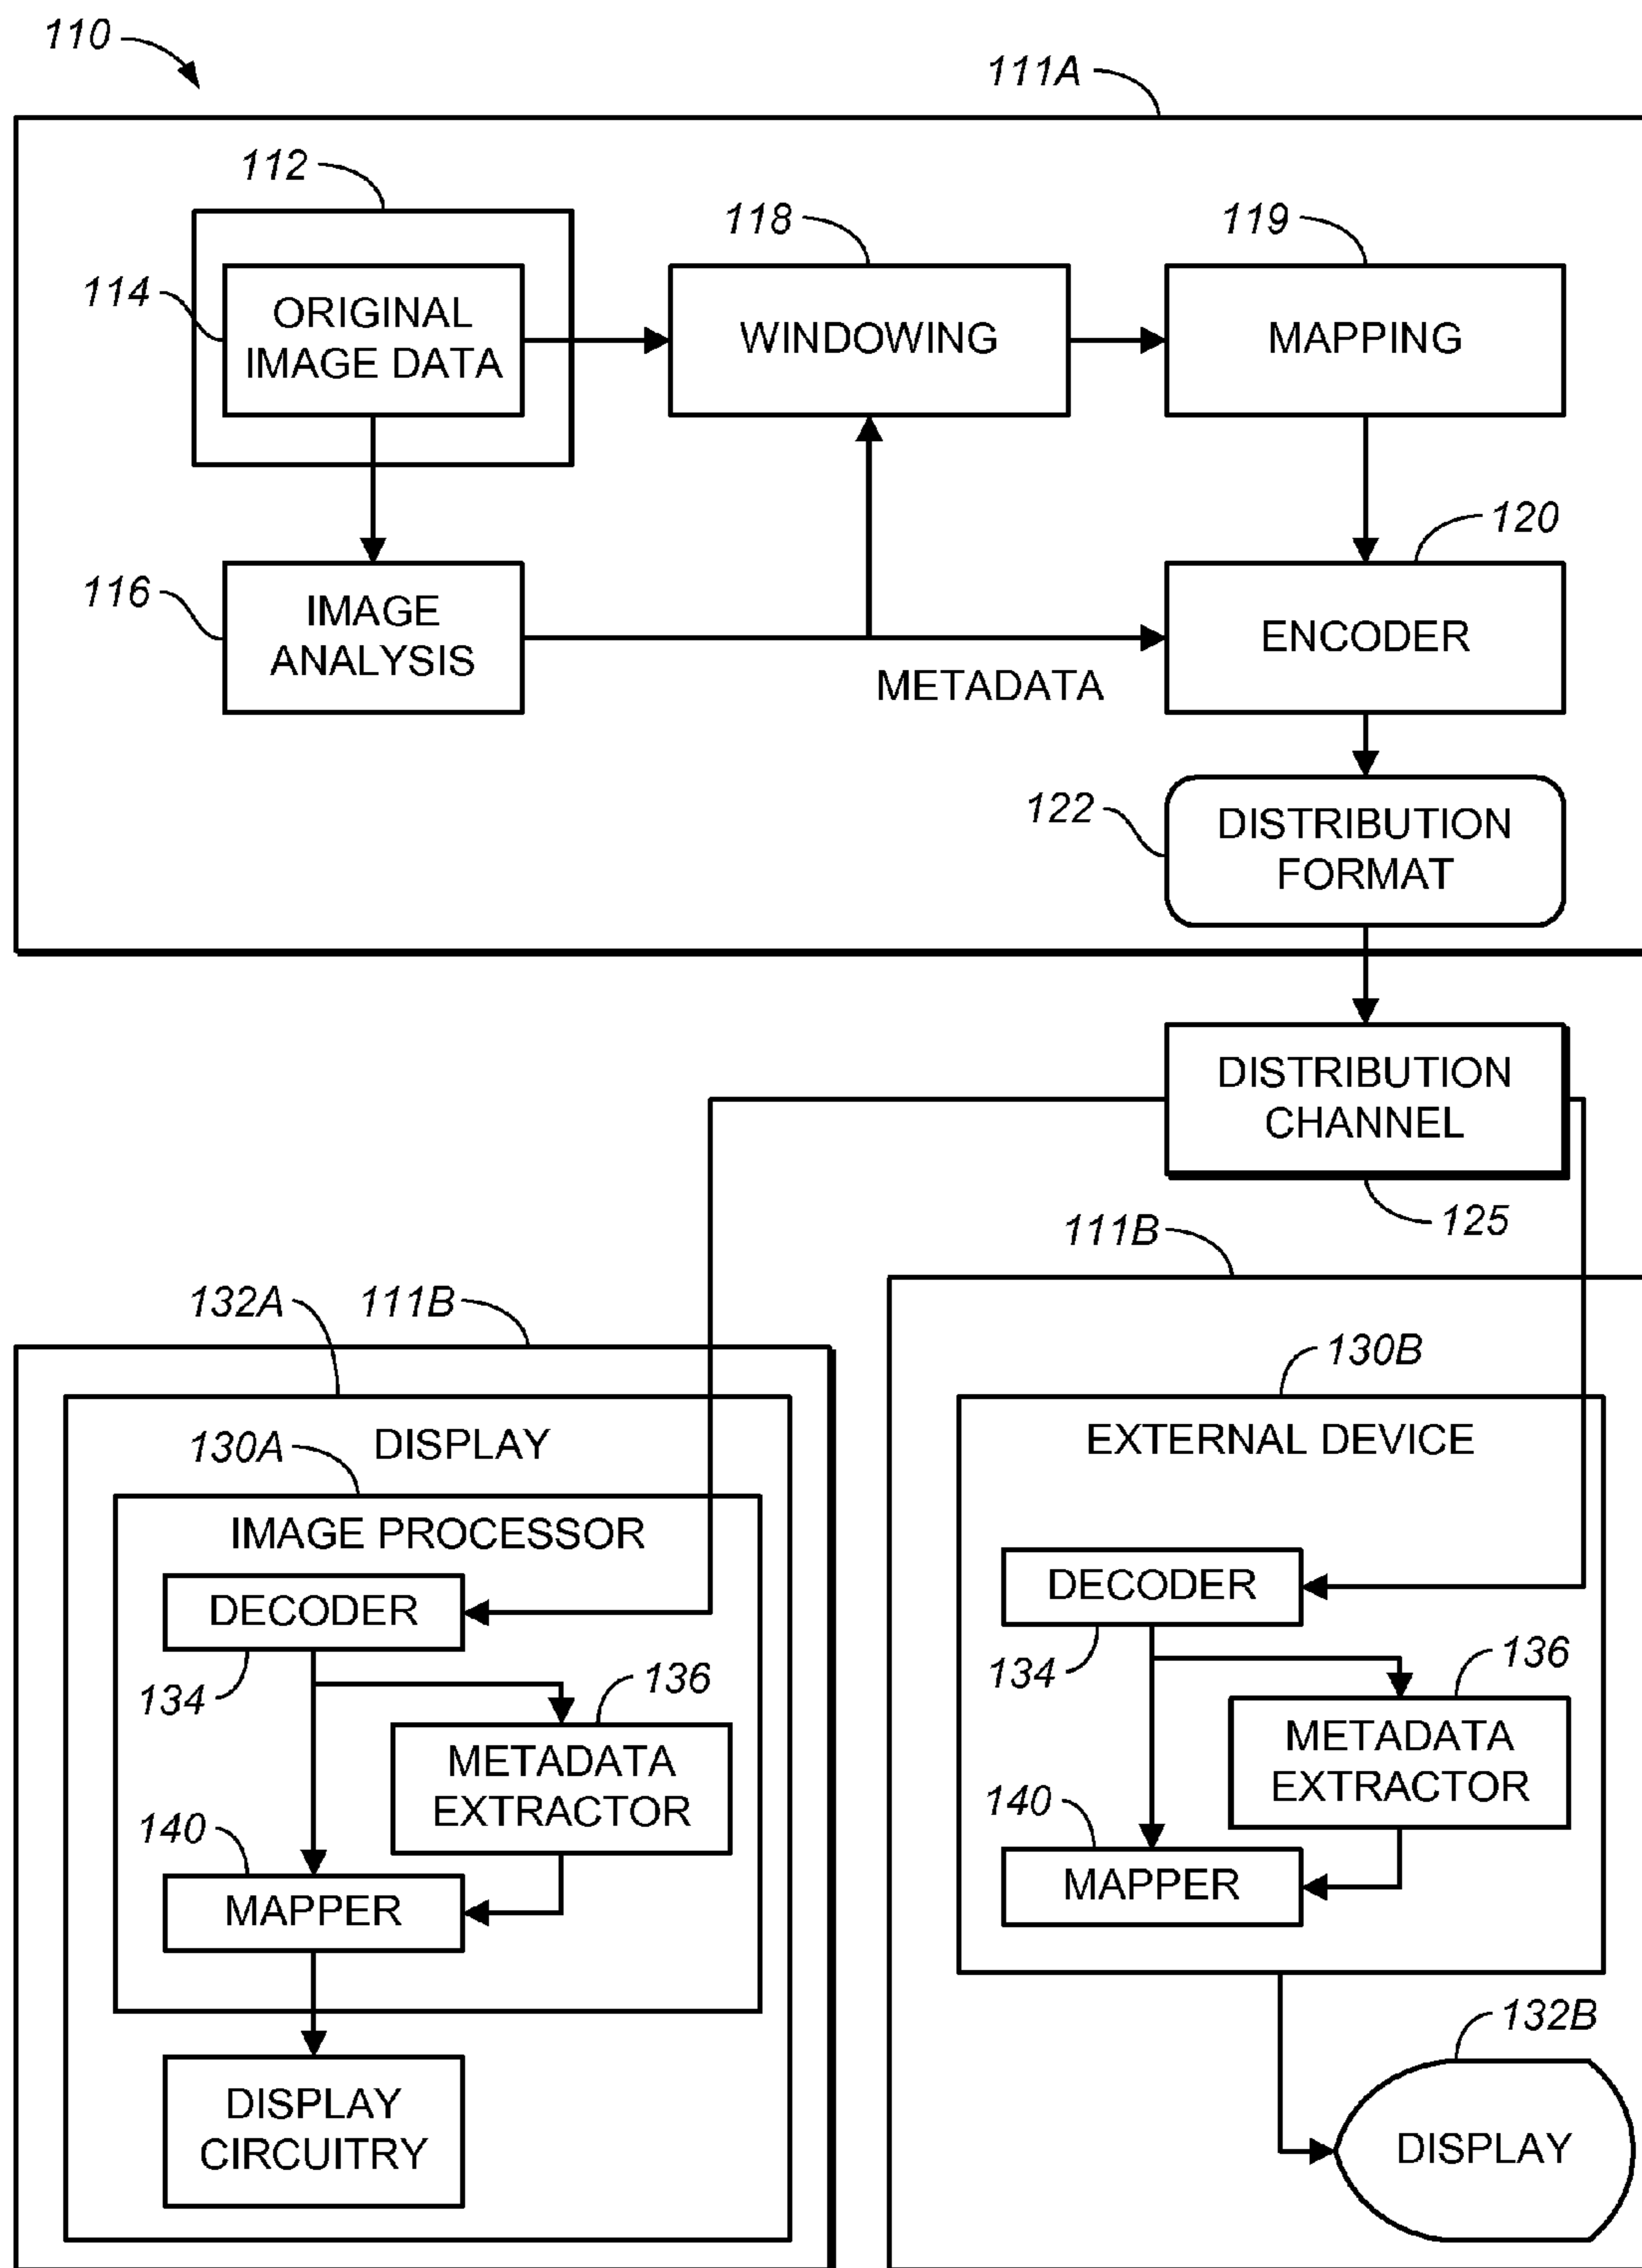 110
111A
112
118
119
114
ORIGINAL
IMAGE DATA
WINDOWING
MAPPING
120
116
IMAGE
ANALYSIS
ENCODER
METADATA
122
DISTRIBUTION
FORMAT
DISTRIBUTION
CHANNEL
125
111B
132A
111B
130B
130A
DISPLAY
EXTERNAL DEVICE
IMAGE PROCESSOR
DECODER
134
136
METADATA
EXTRACTOR
140
MAPPER
DISPLAY
CIRCUITRY
DECODER
134
136
METADATA
EXTRACTOR
140
MAPPER
132B
DISPLAY